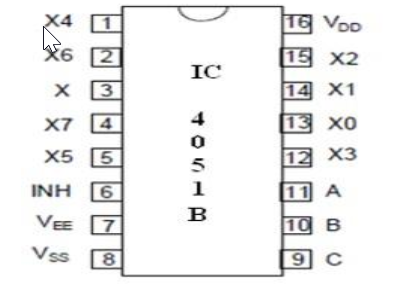 X4 1 16 VDD
X6 2 IC 15 X2
X 3 14 X1
X7 4 4 13 X0
0
X5 5 5 12 X3
INH 6 1 11 A
VEE 7 B 10 B
VSS 8 9 C